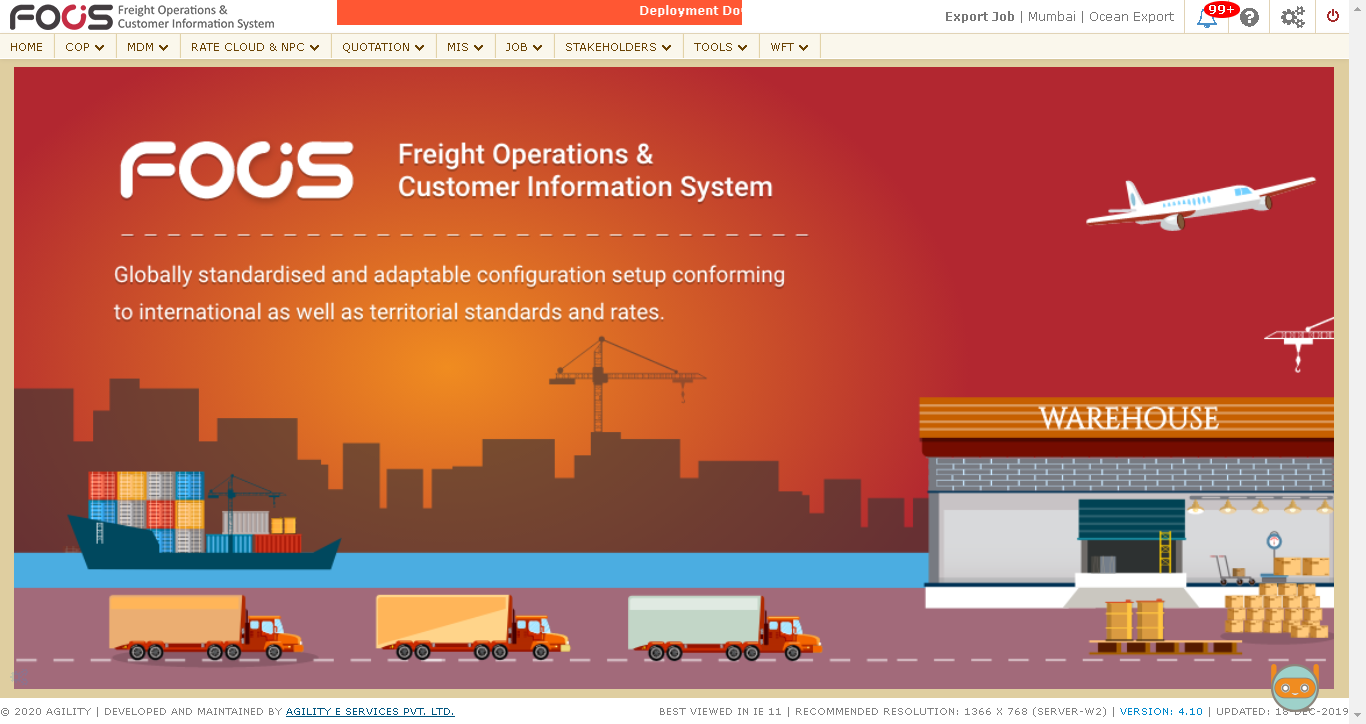 FOCiS Freight Operations &
Customer Information System
Deployment Do
Export Job | Mumbai | Ocean Export
99+
HOME COP MDM RATE CLOUD & NPC QUOTATION MIS JOB STAKEHOLDERS TOOLS WFT
FOCiS
Freight Operations &
Customer Information System
Globally standardised and adaptable configuration setup conforming
to international as well as territorial standards and rates.
WAREHOUSE
© 2020 AGILITY | DEVELOPED AND MAINTAINED BY AGILITY E SERVICES PVT. LTD.
BEST VIEWED IN IE 11 | RECOMMENDED RESOLUTION: 1366 X 768 (SERVER-W2) | VERSION: 4.10 | UPDATED: 18-DEC-2019